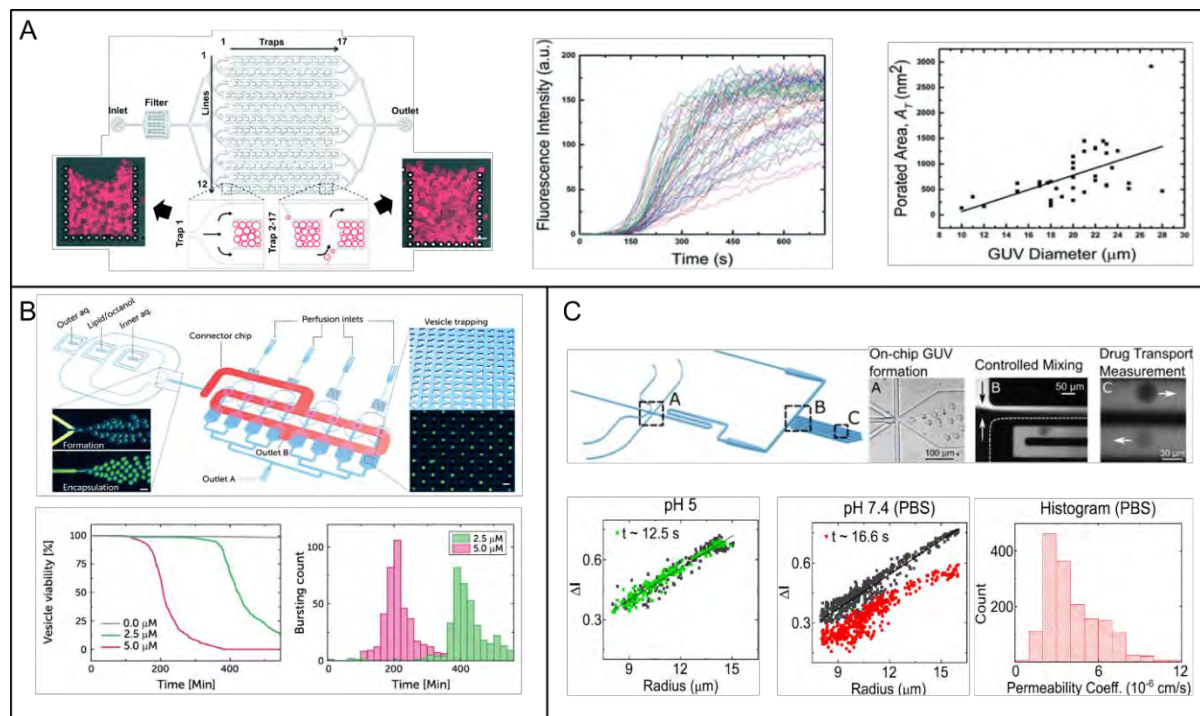 A
1 Traps 17
Inlet
Filter
Lines
1
12
Outlet
Trap 1
Trap 2-17
Fluorescence Intensity (a.u.)
200
150
100
50
0
0 150 300 450 600
Time (s)
Porated Area, A_T (nm²)
3000
2500
2000
1500
1000
500
0
8 10 12 14 16 18 20 22 24 26 28 30
GUV Diameter (μm)
B
Outer aq.
Lipid/octanol
Inner aq.
Connector chip
Perfusion inlets
Vesicle trapping
Formation
Encapsulation
Outlet B
Outlet A
Vesicle viability [%]
100
75
50
25
0
0.0 μM
2.5 μM
5.0 μM
0 200 400
Time [Min]
Bursting count
100
75
50
25
0
2.5 μM
5.0 μM
200 400
Time [Min]
C
A
B
C
On-chip GUV
formation
A
100 μm
Controlled Mixing
B
50 μm
Drug Transport
Measurement
C
30 μm
pH 5
t ~ 12.5 s
ΔI
0.6
0.3
9 12 15
Radius (μm)
pH 7.4 (PBS)
t ~ 16.6 s
ΔI
0.6
0.3
9 12 15
Radius (μm)
Histogram (PBS)
Count
400
200
0
0 6 12
Permeability Coeff. (10⁻⁶ cm/s)